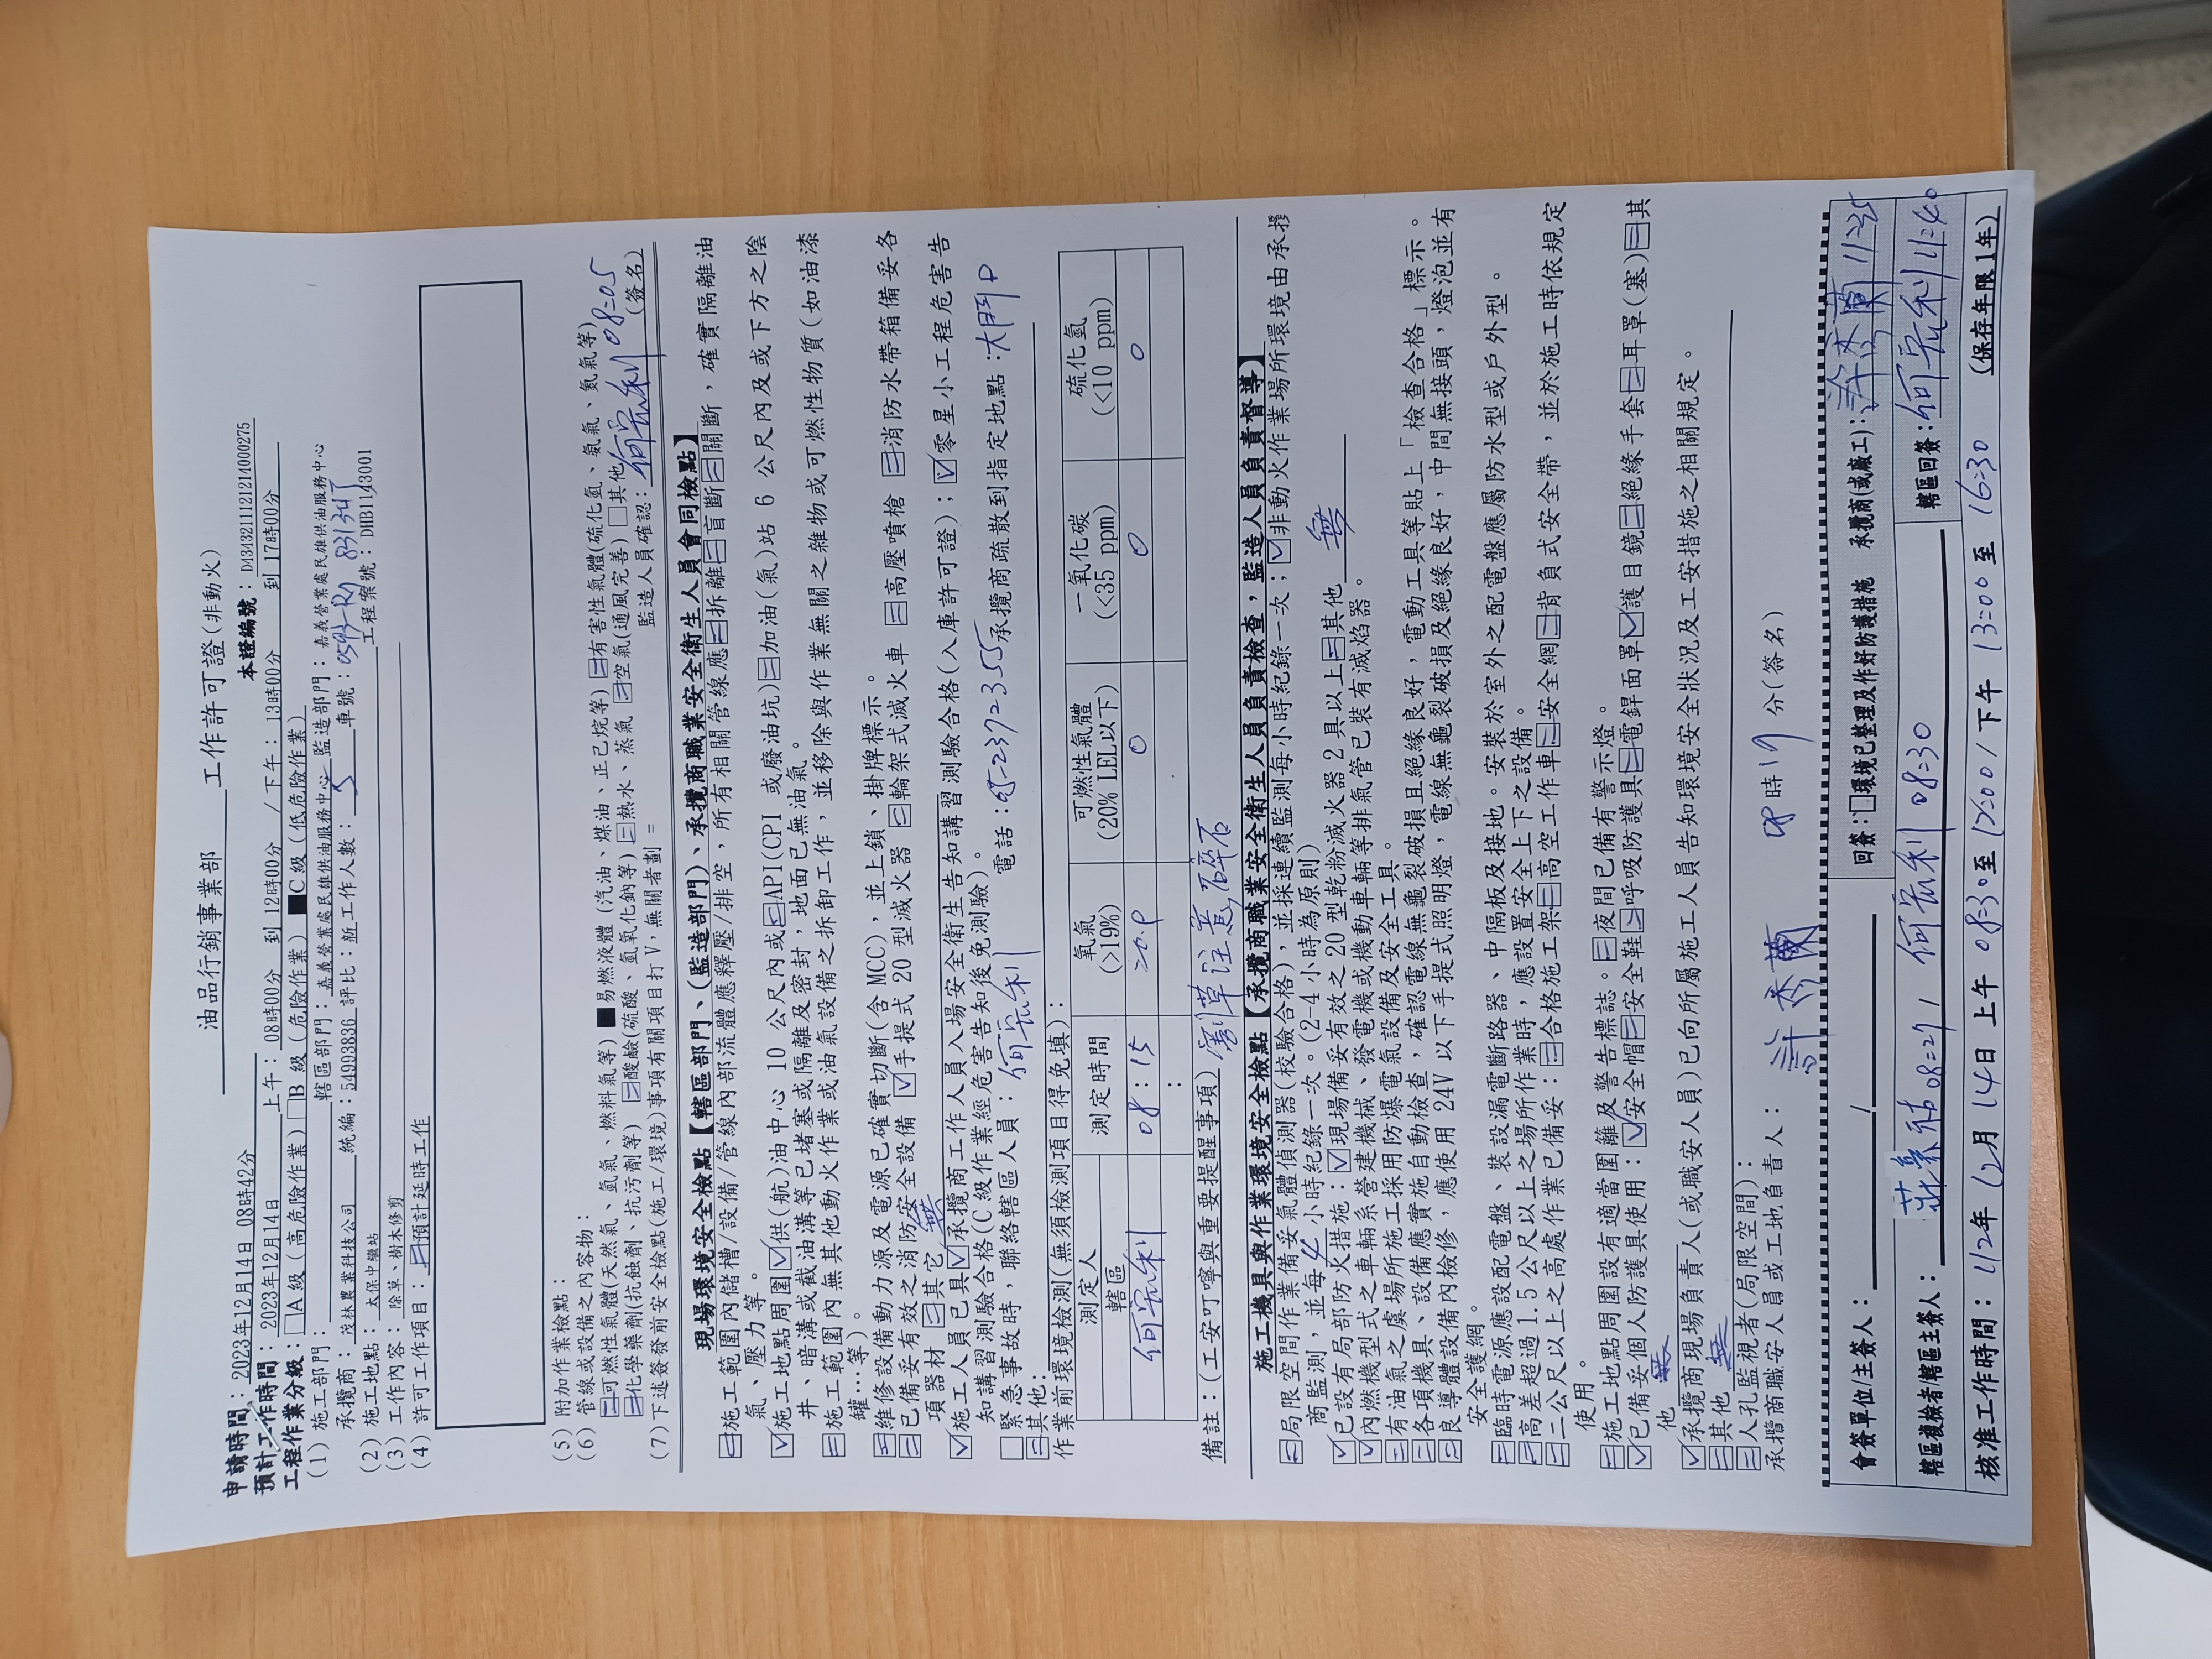 油品行銷事業部 工作許可證(非動火)
申請時間：2023年12月14日 08時42分 本證編號：D4343211121214000275
預計工作時間：2023年12月14日 上午：08時00分 到 12時00分 /下午：13時00分 到 17時00分
工程作業分級：□A級(高危險作業)□B 級(危險作業) ■C級(低危險作業)
(1)施工部門： 轄區部門：嘉義營業處民雄供油服務中心 監造部門：嘉義營業處民雄供油服務中心
承攬商：茂林農業科技公司 統編：54993836 評比：新 工作人數：5 車號：
(2)施工地點：太保中繼站 工程案號：DHB1143001
(3)工作內容：除草、樹木修剪
(4)許可工作項目：預計延時工作
(5)附加作業檢點：
(6)管線或設備之內容物：
可燃性氣體(天然氣、氫氣、燃料氣等) ■易燃液體 (汽油、煤油、正己烷等) 有害性氣體(硫化氫、氨氣、氮氣等)
化學藥劑(抗蝕劑、抗污劑等) 酸鹼(硫酸、氫氧化鈉等) 熱水、蒸氣 空氣(通風完善) □其他
(7)下述簽發前安全檢點(施工/環境)事項有關項目打V，無關者劃 = 監造人員確認：何宏利 08:05 (簽名)
現場環境安全檢點【轄區部門、(監造部門)、承攬商職業安全衛生人員會同檢點】
施工範圍內儲槽/設備/管線內部流體應釋壓/排空，所有相關管線應拆離盲斷關斷，確實隔離油
氣、壓力等。
☑施工地點周圍☑供(航)油中心 10 公尺內或API(CPI 或廢油坑)加油(氣)站 6 公尺內及或下方之陰
井、暗溝或截油溝等已堵塞或隔離及密封，地面已無油氣。
施工範圍內無其他動火作業或油氣設備之拆卸工作，並移除與作業無關之雜物或可燃性物質(如油漆
罐…等)。
維修設備動力源及電源已確實切斷(含 MCC)，並上鎖、掛牌標示。
已備妥有效之消防安全設備 ☑手提式 20 型滅火器 輪架式滅火車 高壓噴槍 消防水帶箱備妥各
項器材 其它 無
☑施工人員已具☑承攬商工作人員入場安全衛生告知講習測驗合格(入庫許可證)；☑零星小工程危害告
知講習測驗合格(C級作業經危害告知後免測驗)。
□緊急事故時，聯絡轄區人員：何宏利 電話：05-2372355承攬商疏散到指定地點：大門口
其他:
作業前環境檢測(無須檢測項目得免填)：
測定人 測定時間 氧氣 可燃性氣體 一氧化碳 硫化氫
轄區 (>19%) (20% LEL以下) (<35 ppm) (<10 ppm)
何宏利 08：15 20.9 0 0 0
：
備註：(工安叮嚀與重要提醒事項) 割草注意碎石
施工機具與作業環境安全檢點【承攬商職業安全衛生人員負責檢查，監造人員負責督導】
局限空間作業備妥氣體偵測器(校驗合格)，並採連續監測每小時紀錄一次；☑非動火作業場所環境由承攬
商監測，並每4小時紀錄一次。(2-4小時為原則)
☑已設有局部防火措施：☑現場備妥有效之20型乾粉滅火器2具以上其他 無
☑內燃機型式之車輛系營建機械、發電機或機動車輛等排氣管已裝有滅焰器。
有油氣之虞場所施工採用防爆電氣設備及安全工具。
各項機具、設備應實施自動檢查，確認電線無龜裂破損且絕緣良好，電動工具等貼上「檢查合格」標示。
良導體設備內檢修，應使用 24V 以下手提式照明燈，電線無龜裂破損及絕緣良好，中間無接頭，燈泡並有
安全護網。
臨時電源應設配電盤、裝設漏電斷路器、中隔板及接地。安裝於室外之配電盤應屬防水型或戶外型。
高差超過1.5公尺以上之場所作業時，應設置安全上下之設備。
二公尺以上之高處作業已備妥：合格施工架高空工作車安全網背負式安全帶，並於施工時依規定
使用。
施工地點周圍設有適當圍籬及警告標誌。夜間已備有警示燈。
☑已備妥個人防護具使用：☑安全帽安全鞋呼吸防護具電銲面罩☑護目鏡絕緣手套耳罩(塞)其
他
☑承攬商現場負責人(或職安人員)已向所屬施工人員告知環境安全狀況及工安措施之相關規定。
其他
人孔監視者(局限空間)：
承攬商職安人員或工地負責人：許秀蘭 08時17分(簽名)
會簽單位/主簽人： / 回簽：□環境已整理及作好防護措施 承攬商(或廠工)：許秀蘭 11:35
轄區複檢者/轄區主簽人： 08:27 / 何宏利 08:30 轄區回簽：何宏利 11:40
核准工作時間：112年 12月 14日 上午 08:30至 12:00 / 下午 13:00 至 16:30 (保存年限1年)